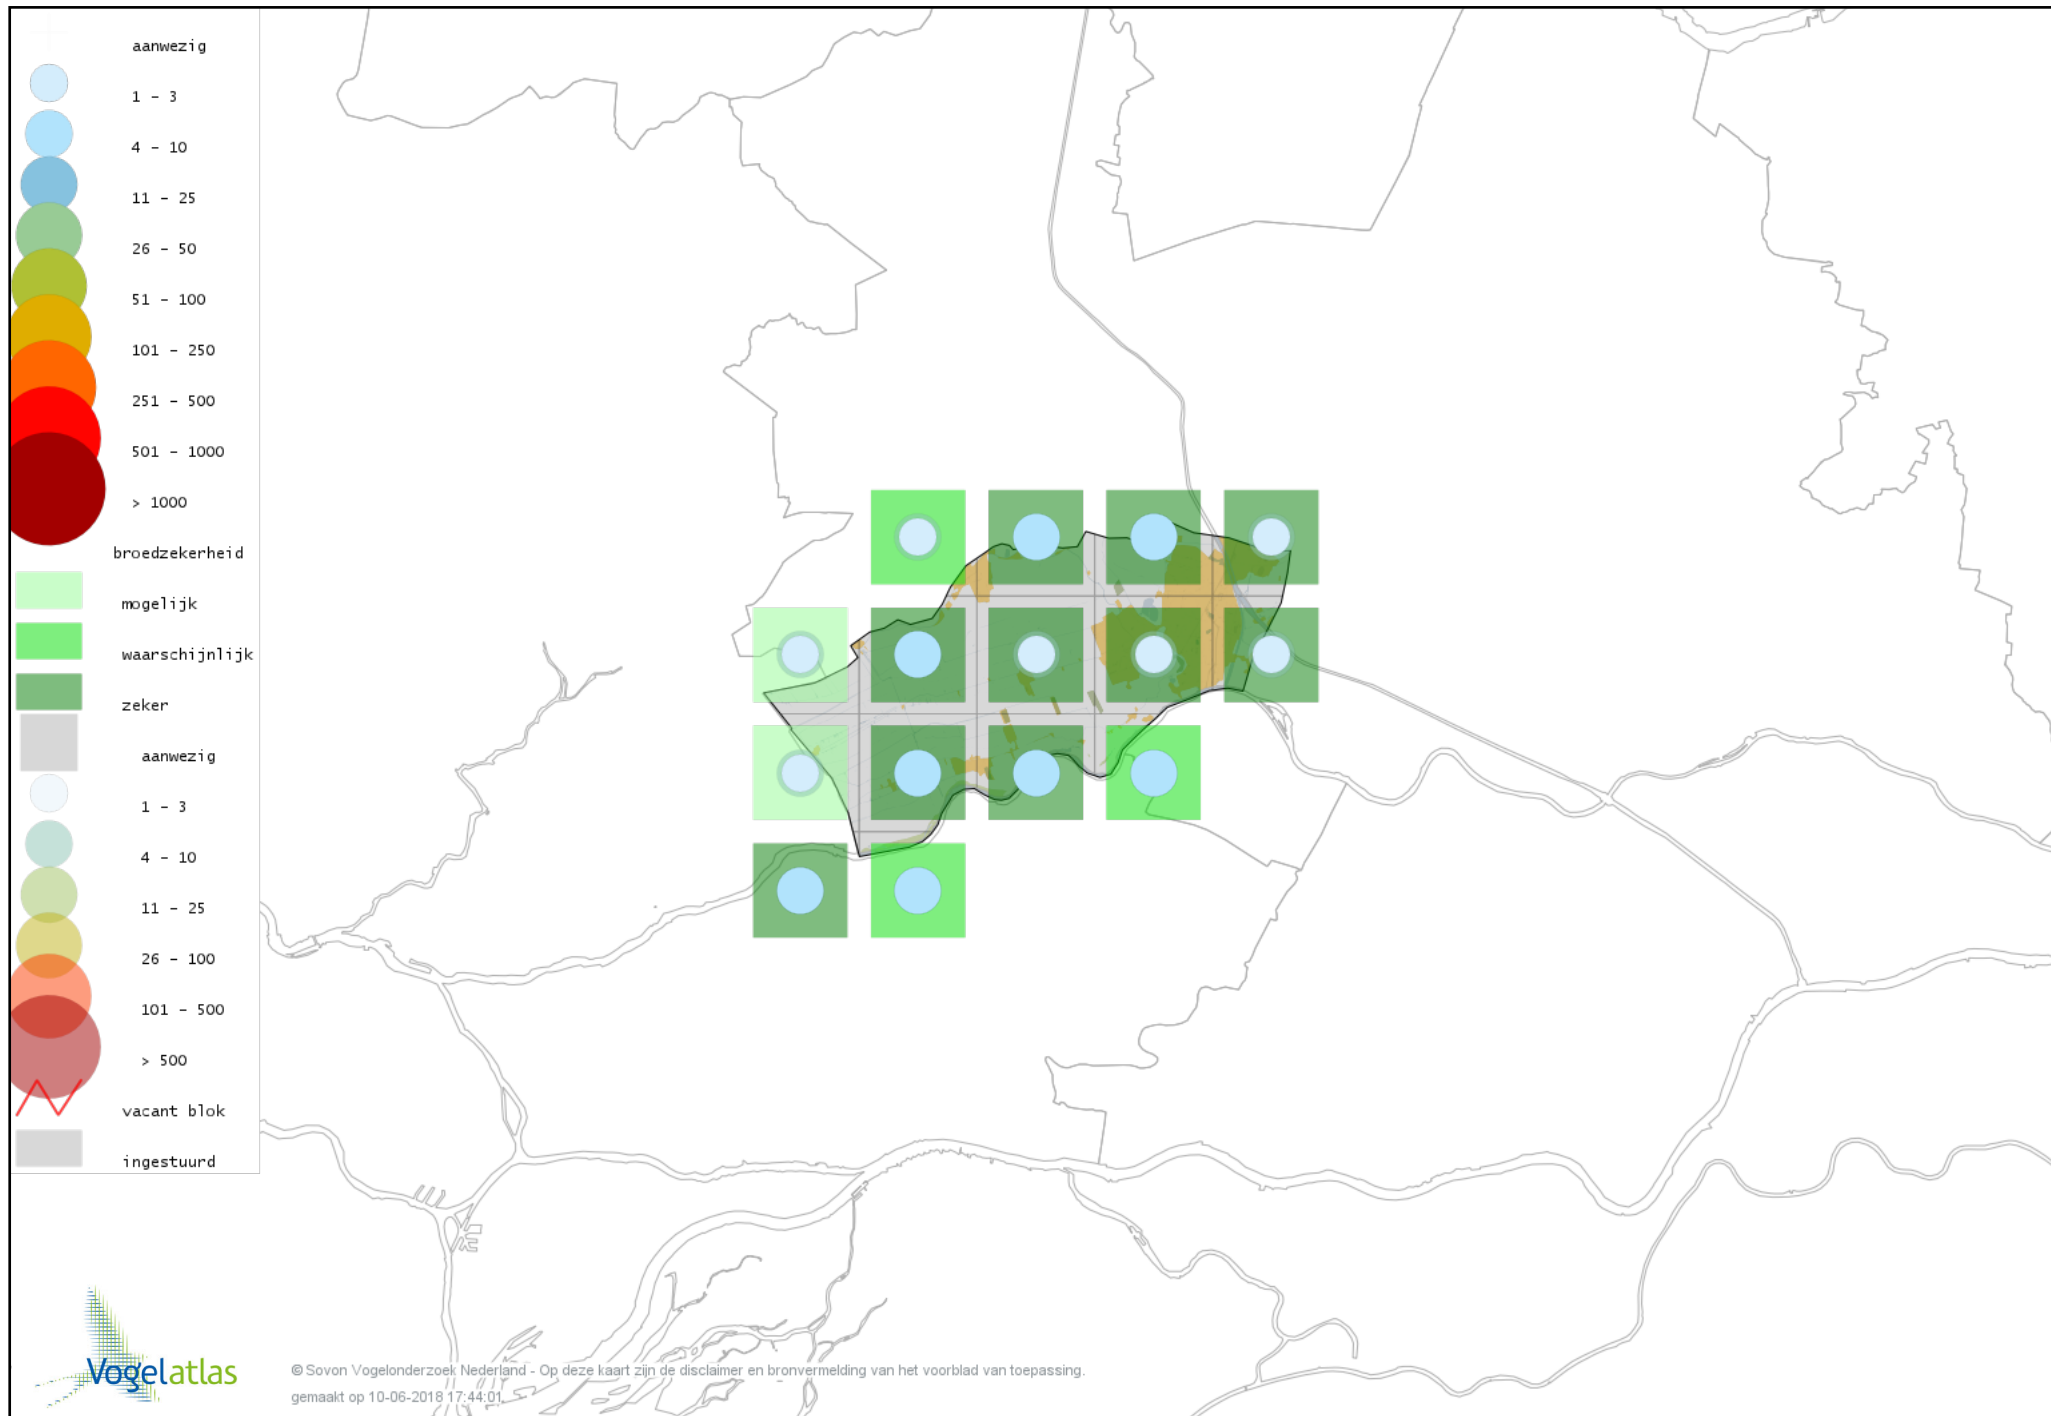 aanwezig
1 – 3
4 – 10
11 – 25
26 – 50
51 – 100
101 – 250
251 – 500
501 – 1000
> 1000
broedzekerheid
mogelijk
waarschijnlijk
zeker
aanwezig
1 – 3
4 – 10
11 – 25
26 – 100
101 – 500
> 500
vacant blok
ingestuurd
Vogelatlas
© Sovon Vogelonderzoek Nederland - Op deze kaart zijn de disclaimer en bronvermelding van het voorblad van toepassing.
gemaakt op 10-06-2018 17:44:01